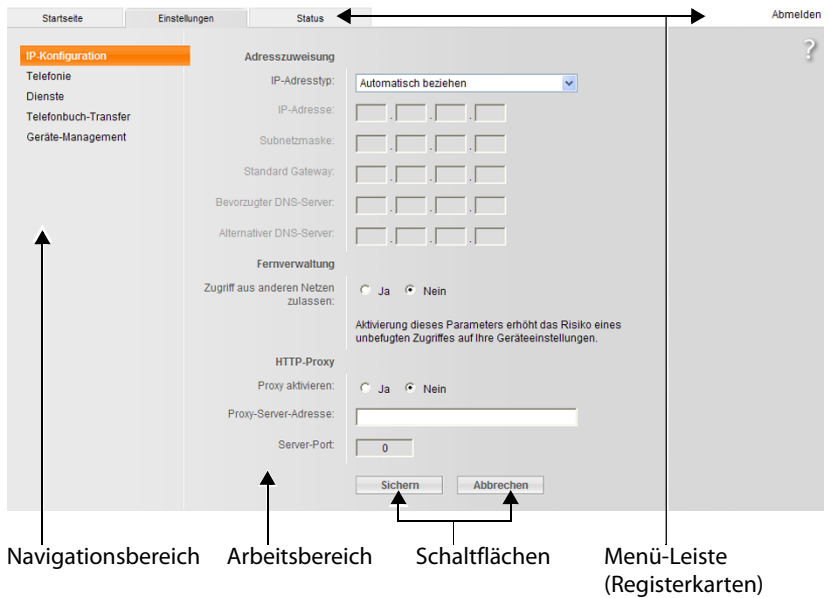 Startseite Einstellungen Status Abmelden
?
IP-Konfiguration
Telefonie
Dienste
Telefonbuch-Transfer
Geräte-Management
Adresszuweisung
IP-Adresstyp: Automatisch beziehen
IP-Adresse: . . .
Subnetzmaske: . . .
Standard Gateway: . . .
Bevorzugter DNS-Server: . . .
Alternativer DNS-Server: . . .
Fernverwaltung
Zugriff aus anderen Netzen
zulassen: Ja Nein
Aktivierung dieses Parameters erhöht das Risiko eines
unbefugten Zugriffes auf Ihre Geräteeinstellungen.
HTTP-Proxy
Proxy aktivieren: Ja Nein
Proxy-Server-Adresse:
Server-Port: 0
Sichern Abbrechen
Navigationsbereich Arbeitsbereich Schaltflächen Menü-Leiste
(Registerkarten)